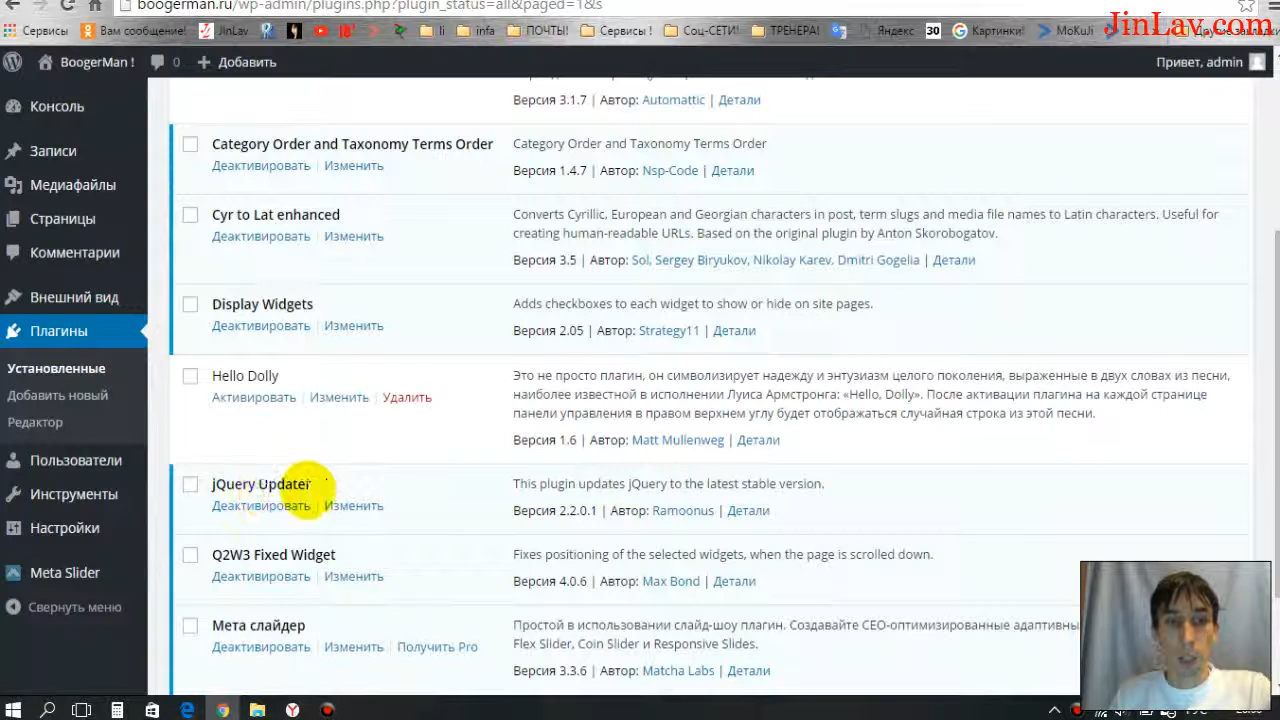 boogerman.ru/wp-admin/plugins.php?plugin_status=all&paged=1&s
JinLav.com
Сервисы
Вам сообщение!
JinLav
li
infa
ПОЧТЫ!
Сервисы !
Соц-СЕТИ!
ТРЕНЕРА!
Яндекс
30
Картинки!
MoKuJi
Другие закладки
BoogerMan !
0
Добавить
Привет, admin
Консоль
Записи
Медиафайлы
Страницы
Комментарии
Внешний вид
Плагины
Установленные
Добавить новый
Редактор
Пользователи
Инструменты
Настройки
Meta Slider
Свернуть меню
Версия 3.1.7 | Автор: Automattic | Детали
Category Order and Taxonomy Terms Order
Деактивировать | Изменить
Category Order and Taxonomy Terms Order
Версия 1.4.7 | Автор: Nsp-Code | Детали
Cyr to Lat enhanced
Деактивировать | Изменить
Converts Cyrillic, European and Georgian characters in post, term slugs and media file names to Latin characters. Useful for
creating human-readable URLs. Based on the original plugin by Anton Skorobogatov.
Версия 3.5 | Автор: Sol, Sergey Biryukov, Nikolay Karev, Dmitri Gogelia | Детали
Display Widgets
Деактивировать | Изменить
Adds checkboxes to each widget to show or hide on site pages.
Версия 2.05 | Автор: Strategy11 | Детали
Hello Dolly
Активировать | Изменить | Удалить
Это не просто плагин, он символизирует надежду и энтузиазм целого поколения, выраженные в двух словах из песни,
наиболее известной в исполнении Луиса Армстронга: «Hello, Dolly». После активации плагина на каждой странице
панели управления в правом верхнем углу будет отображаться случайная строка из этой песни.
Версия 1.6 | Автор: Matt Mullenweg | Детали
jQuery Updater
Деактивировать | Изменить
This plugin updates jQuery to the latest stable version.
Версия 2.2.0.1 | Автор: Ramoonus | Детали
Q2W3 Fixed Widget
Деактивировать | Изменить
Fixes positioning of the selected widgets, when the page is scrolled down.
Версия 4.0.6 | Автор: Max Bond | Детали
Мета слайдер
Деактивировать | Изменить | Получить Pro
Простой в использовании слайд-шоу плагин. Создавайте СЕО-оптимизированные адаптивны
Flex Slider, Coin Slider и Responsive Slides.
Версия 3.3.6 | Автор: Matcha Labs | Детали